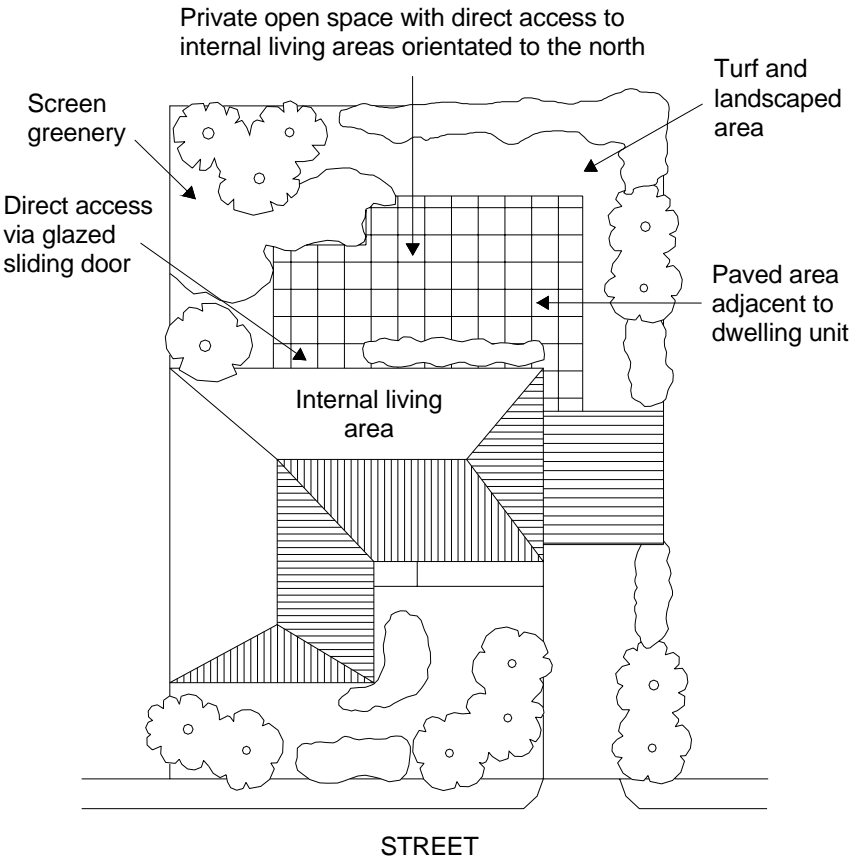 Private open space with direct access to
internal living areas orientated to the north
Turf and
landscaped
area
Screen
greenery
Direct access
via glazed
sliding door
Paved area
adjacent to
dwelling unit
Internal living
area
STREET